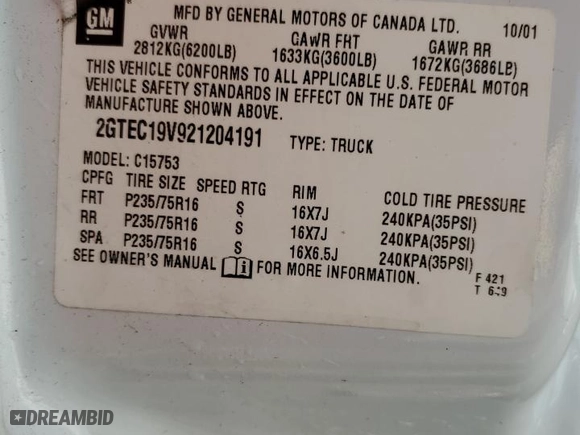 GM
MFD BY GENERAL MOTORS OF CANADA LTD. 10/01
GVWR GAWR FHT GAWR RR
2812KG(6200LB) 1633KG(3600LB) 1672KG(3686LB)
THIS VEHICLE CONFORMS TO ALL APPLICABLE U.S. FEDERAL MOTOR
VEHICLE SAFETY STANDARDS IN EFFECT ON THE DATE OF
MANUFACTURE SHOWN ABOVE.
2GTEC19V921204191 TYPE: TRUCK
MODEL: C15753
CPFG TIRE SIZE SPEED RTG RIM COLD TIRE PRESSURE
FRT P235/75R16 S 16X7J 240KPA(35PSI)
RR P235/75R16 S 16X7J 240KPA(35PSI)
SPA P235/75R16 S 16X6.5J 240KPA(35PSI)
SEE OWNER'S MANUAL FOR MORE INFORMATION.
F 421
T
DREAMBID